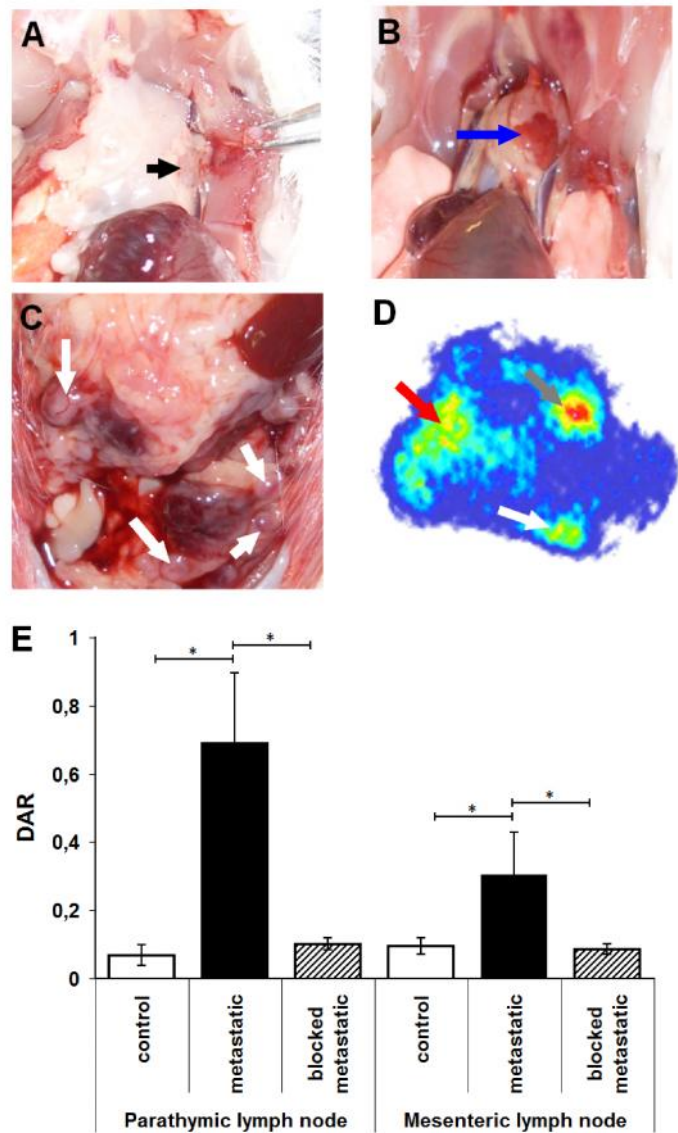 A
B
C
D
E
1
0,8
0,6
0,4
0,2
0
DAR
* *
* *
control
metastatic
blocked
metastatic
control
metastatic
blocked
metastatic
Parathymic lymph node
Mesenteric lymph node